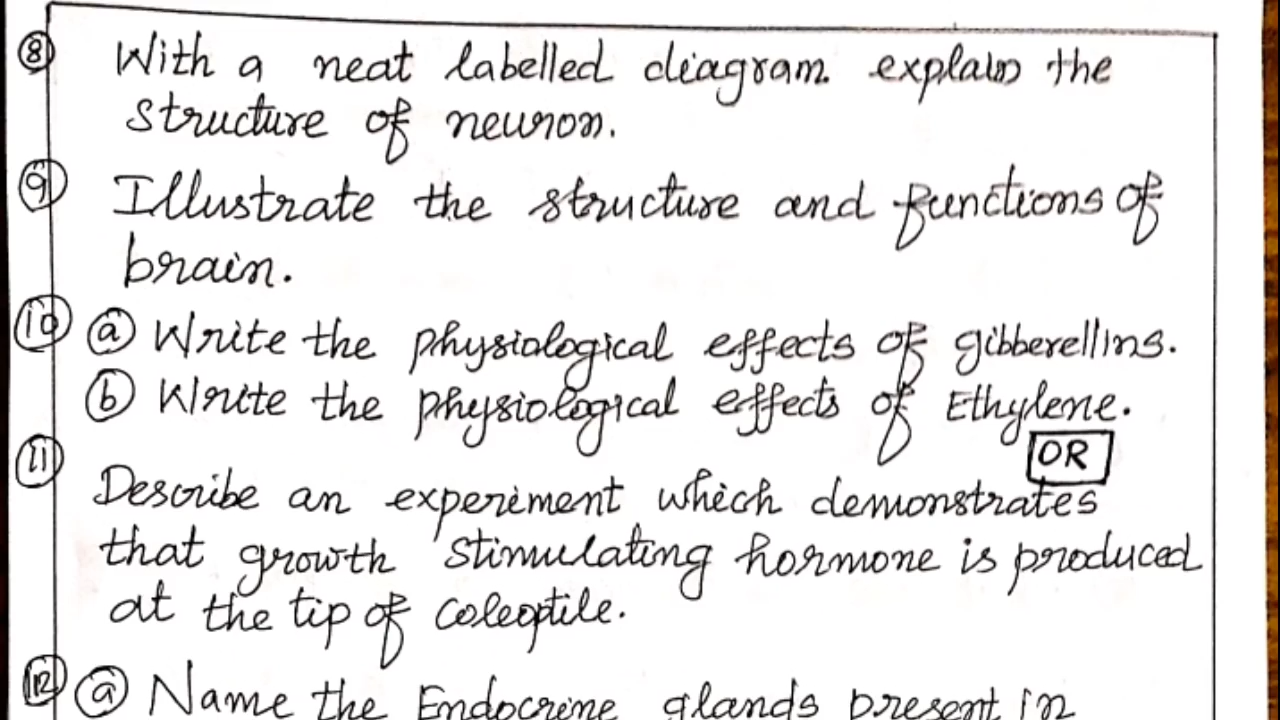 8 With a neat labelled diagram explain the
structure of neuron.
9 Illustrate the structure and functions of
brain.
10 a Write the physiological effects of gibberellins.
b Write the physiological effects of Ethylene.
OR
11 Describe an experiment which demonstrates
that growth stimulating hormone is produced
at the tip of coleoptile.
12 a Name the Endocrine glands present in